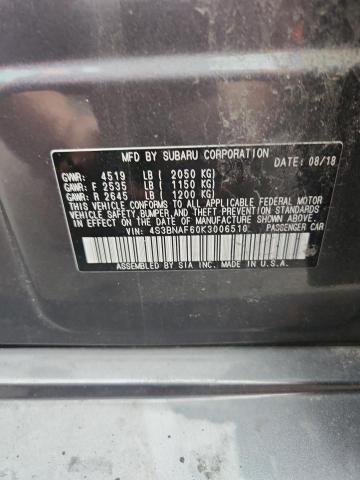 MFD BY SUBARU CORPORATION DATE: 08/18
GVWR: 4519 LB ( 2050 KG)
GAWR: F 2535 LB ( 1150 KG)
GAWR: R 2645 LB ( 1200 KG)
THIS VEHICLE CONFORMS TO ALL APPLICABLE FEDERAL MOTOR
VEHICLE SAFETY, BUMPER, AND THEFT PREVENTION STANDARDS
IN EFFECT ON THE DATE OF MANUFACTURE SHOWN ABOVE.
VIN: 4S3BNAF60K3006510 PASSENGER CAR
ASSEMBLED BY SIA INC. MADE IN U.S.A.